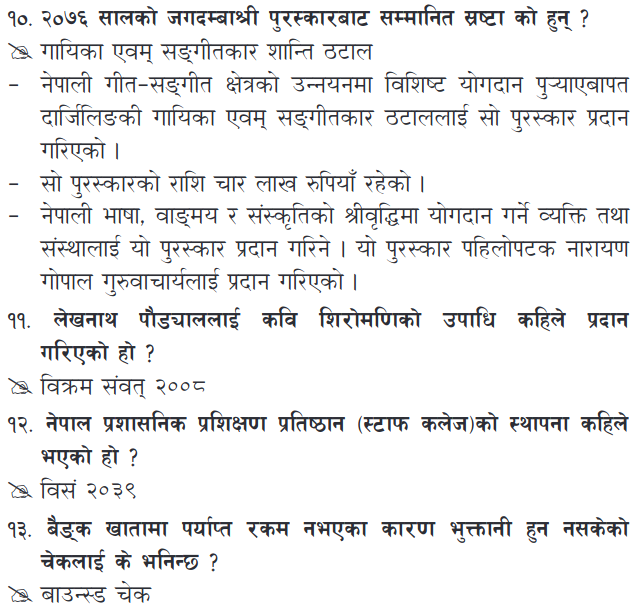 १०. २०७६ सालको जगदम्बाश्री पुरस्कारबाट सम्मानित स्रष्टा को हुन् ?
गायिका एवम् सङ्गीतकार शान्ति ठटाल
– नेपाली गीत-सङ्गीत क्षेत्रको उन्नयनमा विशिष्ट योगदान पुर्‍याएबापत
दार्जिलिङकी गायिका एवम् सङ्गीतकार ठटाललाई सो पुरस्कार प्रदान
गरिएको ।
– सो पुरस्कारको राशि चार लाख रुपियाँ रहेको ।
– नेपाली भाषा, वाङ्मय र संस्कृतिको श्रीवृद्धिमा योगदान गर्ने व्यक्ति तथा
संस्थालाई यो पुरस्कार प्रदान गरिने । यो पुरस्कार पहिलोपटक नारायण
गोपाल गुरुवाचार्यलाई प्रदान गरिएको ।
११. लेखनाथ पौड्याललाई कवि शिरोमणिको उपाधि कहिले प्रदान
गरिएको हो ?
विक्रम संवत् २००८
१२. नेपाल प्रशासनिक प्रशिक्षण प्रतिष्ठान (स्टाफ कलेज)को स्थापना कहिले
भएको हो ?
विसं २०३९
१३. बैङ्क खातामा पर्याप्त रकम नभएका कारण भुक्तानी हुन नसकेको
चेकलाई के भनिन्छ ?
बाउन्स्ड चेक